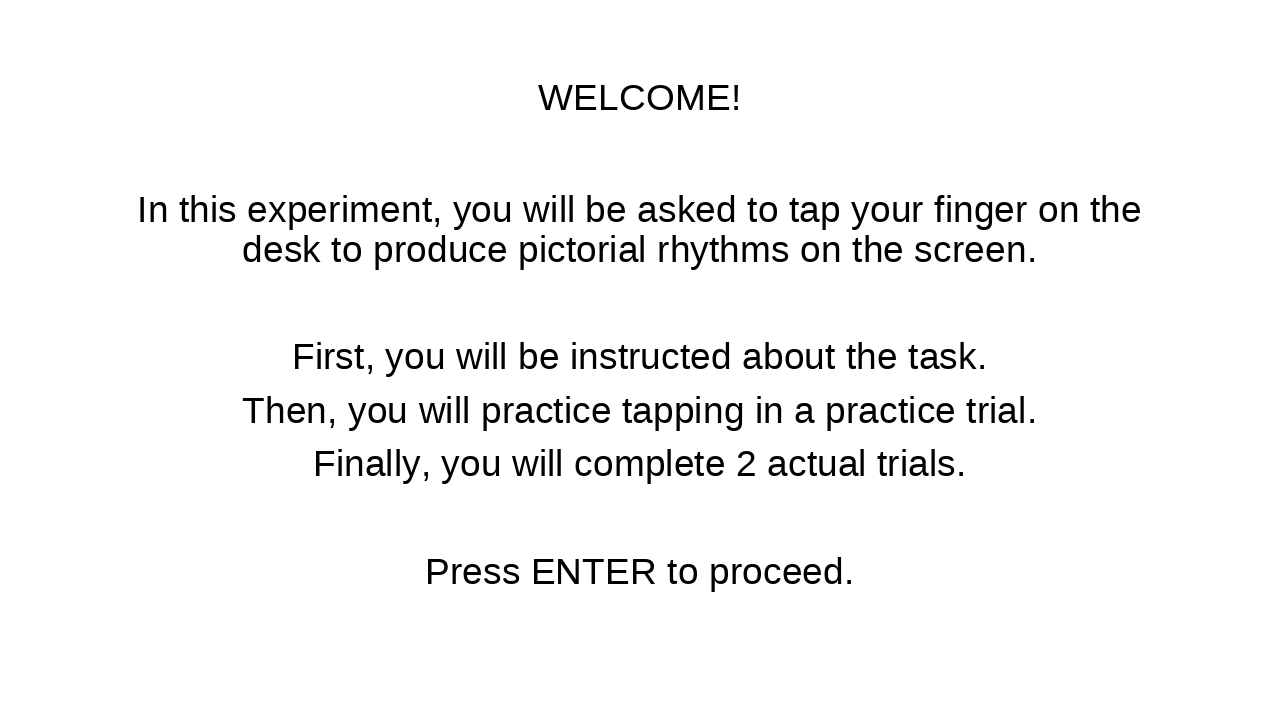 WELCOME!
In this experiment, you will be asked to tap your finger on the
desk to produce pictorial rhythms on the screen.
First, you will be instructed about the task.
Then, you will practice tapping in a practice trial.
Finally, you will complete 2 actual trials.
Press ENTER to proceed.